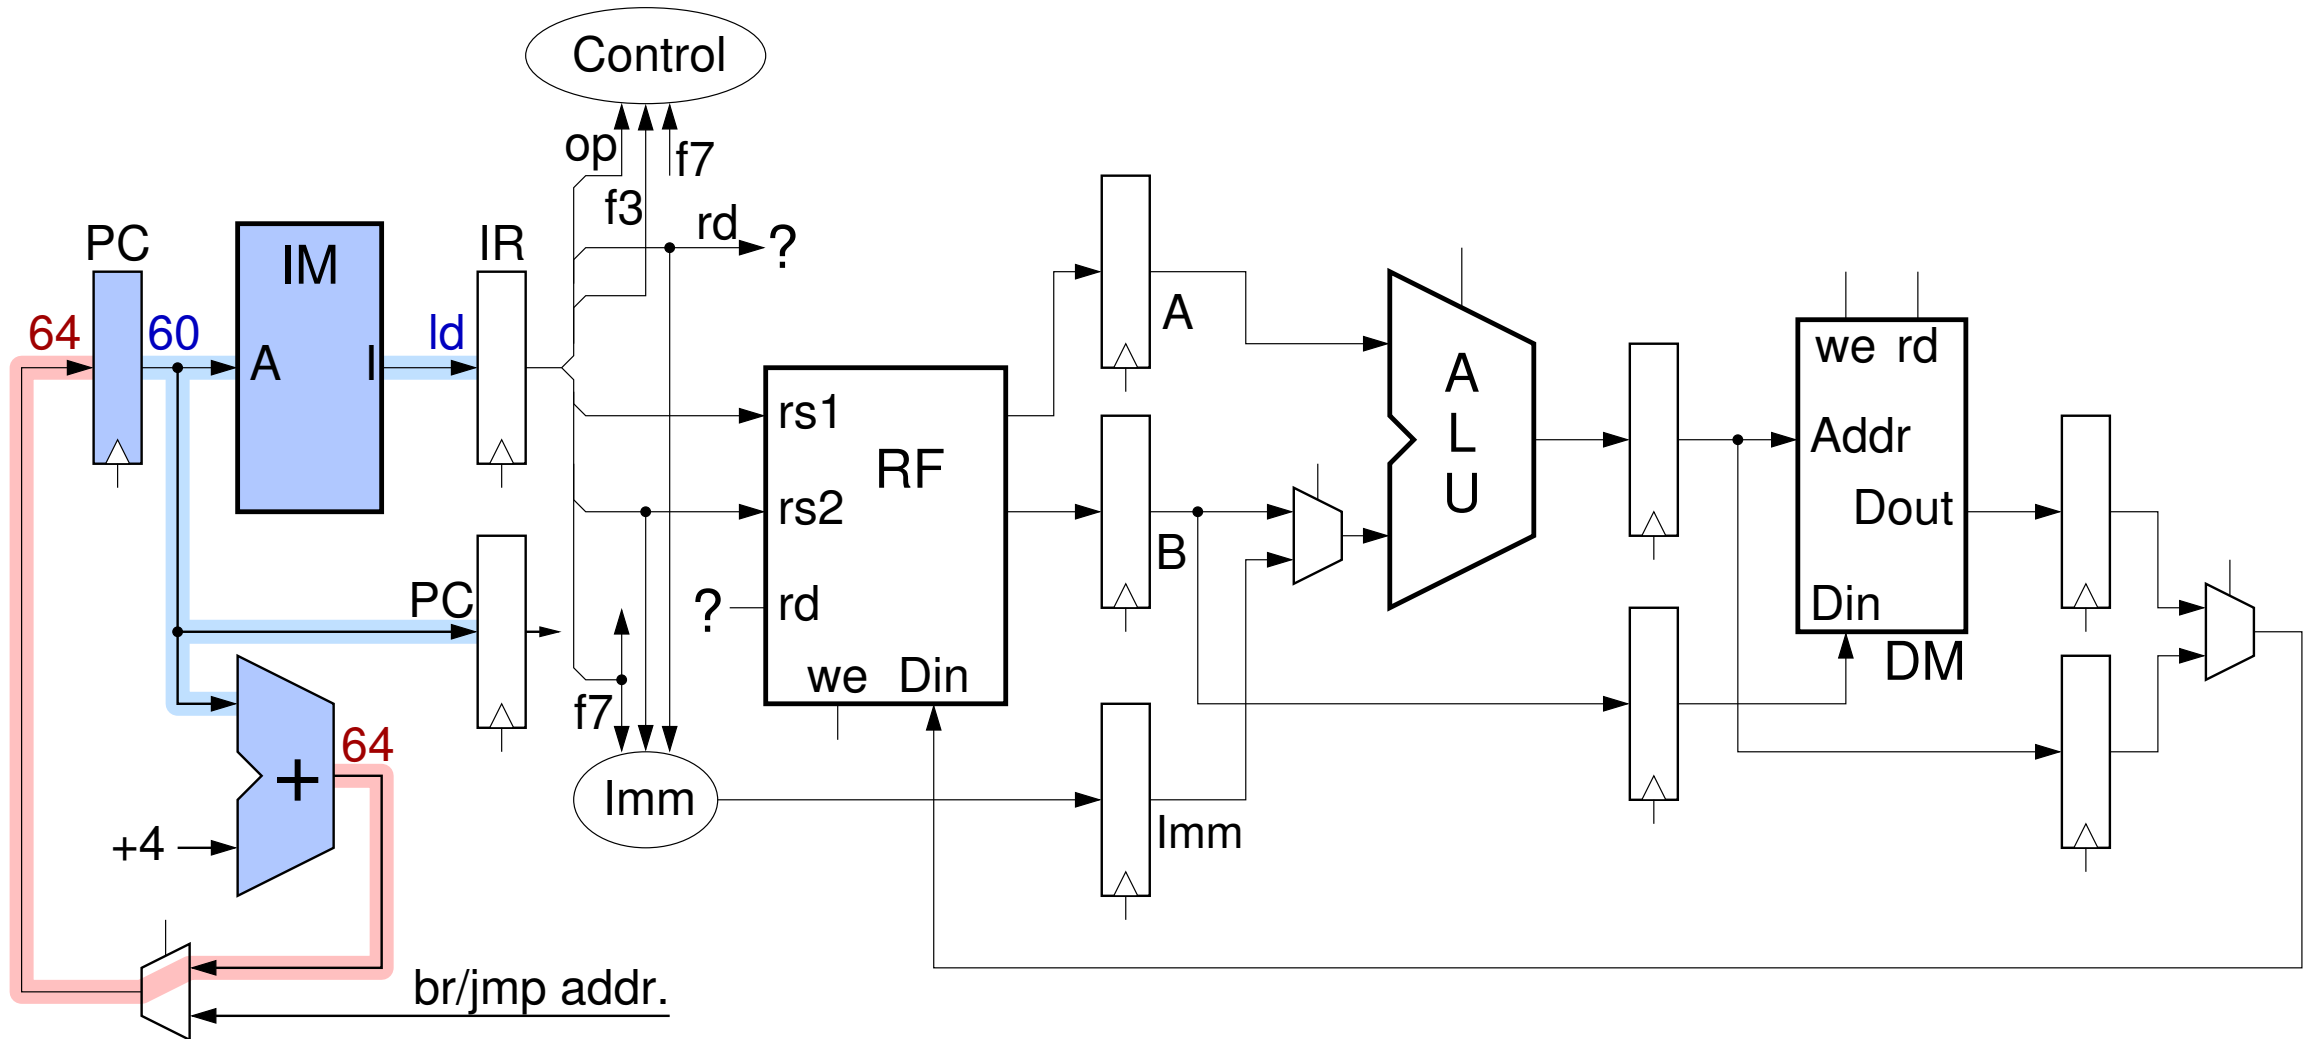 Control
op
f7
f3
rd
?
PC
IM
IR
64
60
ld
A
I
A
we rd
A
L
U
rs1
Addr
RF
rs2
Dout
B
PC
?
rd
Din
we Din
DM
f7
64
+
Imm
+4
Imm
br/jmp addr.